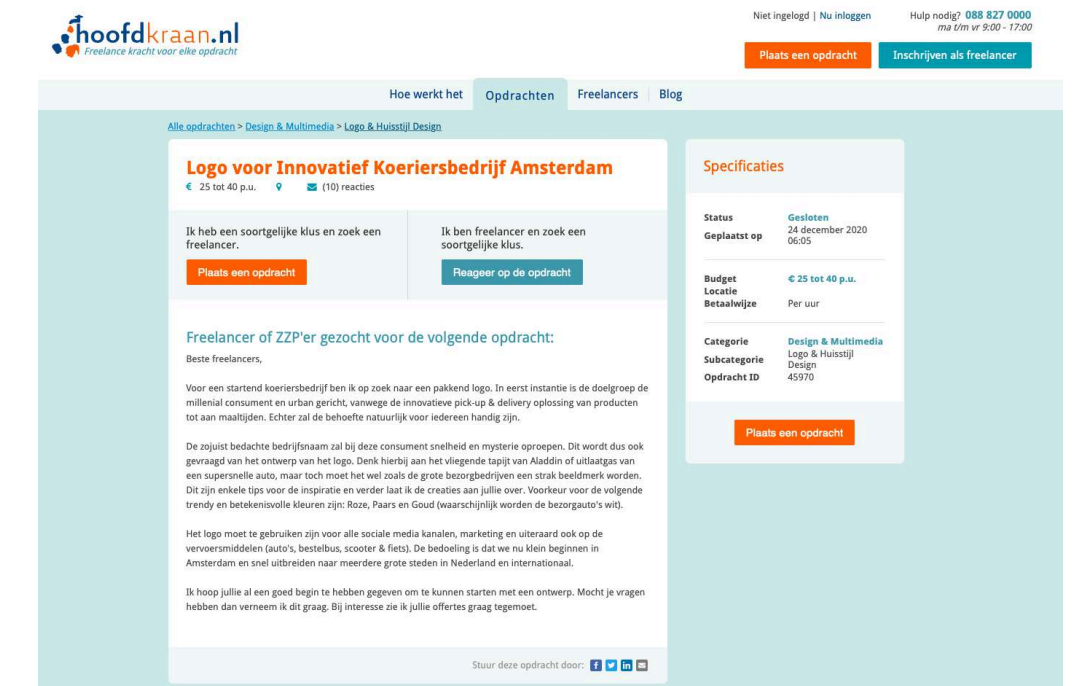 hoofdkraan.nl
Freelance kracht voor elke opdracht
Niet ingelogd | Nu inloggen
Hulp nodig? 088 827 0000
ma t/m vr 9:00 - 17:00
Plaats een opdracht
Inschrijven als freelancer
Hoe werkt het
Opdrachten
Freelancers
Blog
Alle opdrachten > Design & Multimedia > Logo & Huisstijl Design
Logo voor Innovatief Koeriersbedrijf Amsterdam
€ 25 tot 40 p.u.
(10) reacties
Ik heb een soortgelijke klus en zoek een
freelancer.
Plaats een opdracht
Ik ben freelancer en zoek een
soortgelijke klus.
Reageer op de opdracht
Freelancer of ZZP'er gezocht voor de volgende opdracht:
Beste freelancers,
Voor een startend koeriersbedrijf ben ik op zoek naar een pakkend logo. In eerst instantie is de doelgroep de
millenial consument en urban gericht, vanwege de innovatieve pick-up & delivery oplossing van producten
tot aan maaltijden. Echter zal de behoefte natuurlijk voor iedereen handig zijn.
De zojuist bedachte bedrijfsnaam zal bij deze consument snelheid en mysterie oproepen. Dit wordt dus ook
gevraagd van het ontwerp van het logo. Denk hierbij aan het vliegende tapijt van Aladdin of uitlaatgas van
een supersnelle auto, maar toch moet het wel zoals de grote bezorgbedrijven een strak beeldmerk worden.
Dit zijn enkele tips voor de inspiratie en verder laat ik de creaties aan jullie over. Voorkeur voor de volgende
trendy en betekenisvolle kleuren zijn: Roze, Paars en Goud (waarschijnlijk worden de bezorgauto's wit).
Het logo moet te gebruiken zijn voor alle sociale media kanalen, marketing en uiteraard ook op de
vervoersmiddelen (auto's, bestelbus, scooter & fiets). De bedoeling is dat we nu klein beginnen in
Amsterdam en snel uitbreiden naar meerdere grote steden in Nederland en internationaal.
Ik hoop jullie al een goed begin te hebben gegeven om te kunnen starten met een ontwerp. Mocht je vragen
hebben dan verneem ik dit graag. Bij interesse zie ik jullie offertes graag tegemoet.
Stuur deze opdracht door:
Specificaties
Status Gesloten
Geplaatst op 24 december 2020
06:05
Budget € 25 tot 40 p.u.
Locatie
Betaalwijze Per uur
Categorie Design & Multimedia
Subcategorie Logo & Huisstijl
Design
Opdracht ID 45970
Plaats een opdracht